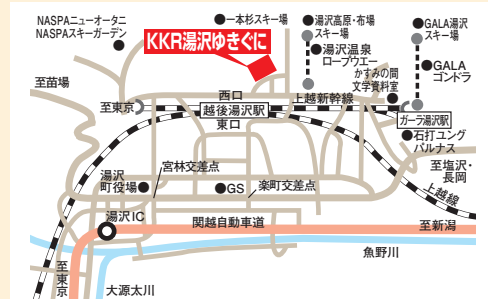 NASPAニューオータニ
NASPAスキーガーデン
一本杉スキー場
湯沢高原・布場
スキー場
GALA湯沢
スキー場
KKR湯沢ゆきぐに
湯沢温泉
ロープウエー
GALA
ゴンドラ
かすみの間
文学資料室
至苗場
西口
上越新幹線
至東京
越後湯沢駅
ガーラ湯沢駅
東口
石打ユング
パルナス
宮林交差点
至塩沢・
長岡
湯沢
町役場
GS
楽町交差点
上越線
湯沢IC
関越自動車道
至新潟
魚野川
至東京
大源太川